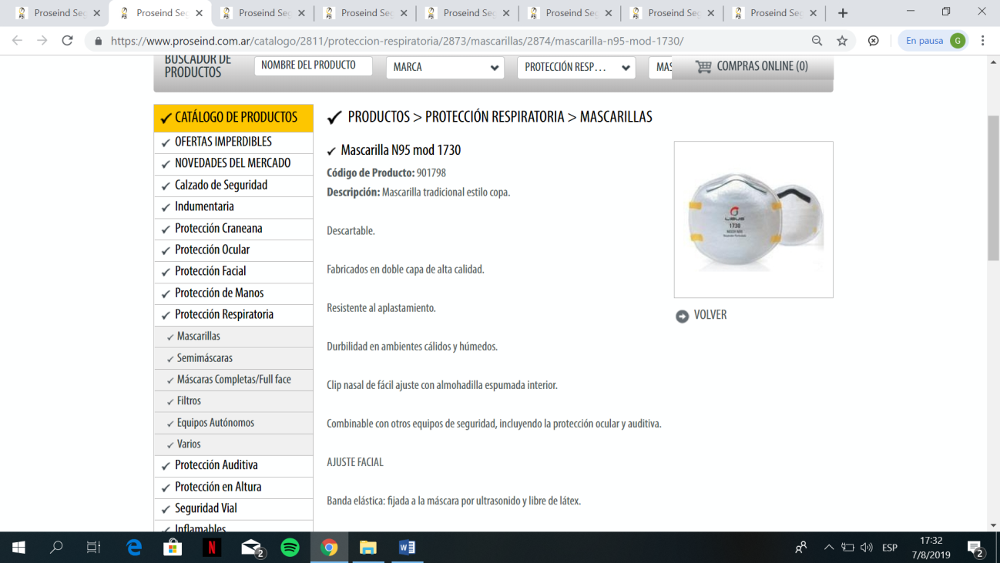 Proseind Seg
Proseind Seg
Proseind Seg
Proseind Seg
Proseind Seg
Proseind Seg
Proseind Seg
Proseind Seg
https://www.proseind.com.ar/catalogo/2811/proteccion-respiratoria/2873/mascarillas/2874/mascarilla-n95-mod-1730/
En pausa G
BUSCADOR DE
PRODUCTOS
NOMBRE DEL PRODUCTO
MARCA
PROTECCIÓN RESP...
MAS
COMPRAS ONLINE (0)
CATÁLOGO DE PRODUCTOS
OFERTAS IMPERDIBLES
NOVEDADES DEL MERCADO
Calzado de Seguridad
Indumentaria
Protección Craneana
Protección Ocular
Protección Facial
Protección de Manos
Protección Respiratoria
Mascarillas
Semimáscaras
Máscaras Completas/Full face
Filtros
Equipos Autónomos
Varios
Protección Auditiva
Protección en Altura
Seguridad Vial
Inflamables
PRODUCTOS > PROTECCIÓN RESPIRATORIA > MASCARILLAS
Mascarilla N95 mod 1730
Código de Producto: 901798
Descripción: Mascarilla tradicional estilo copa.
Descartable.
Fabricados en doble capa de alta calidad.
Resistente al aplastamiento.
Durbilidad en ambientes cálidos y húmedos.
Clip nasal de fácil ajuste con almohadilla espumada interior.
Combinable con otros equipos de seguridad, incluyendo la protección ocular y auditiva.
AJUSTE FACIAL
Banda elástica: fijada a la máscara por ultrasonido y libre de látex.
LIBUS
1730
VOLVER
2
ESP
17:32
7/8/2019
2